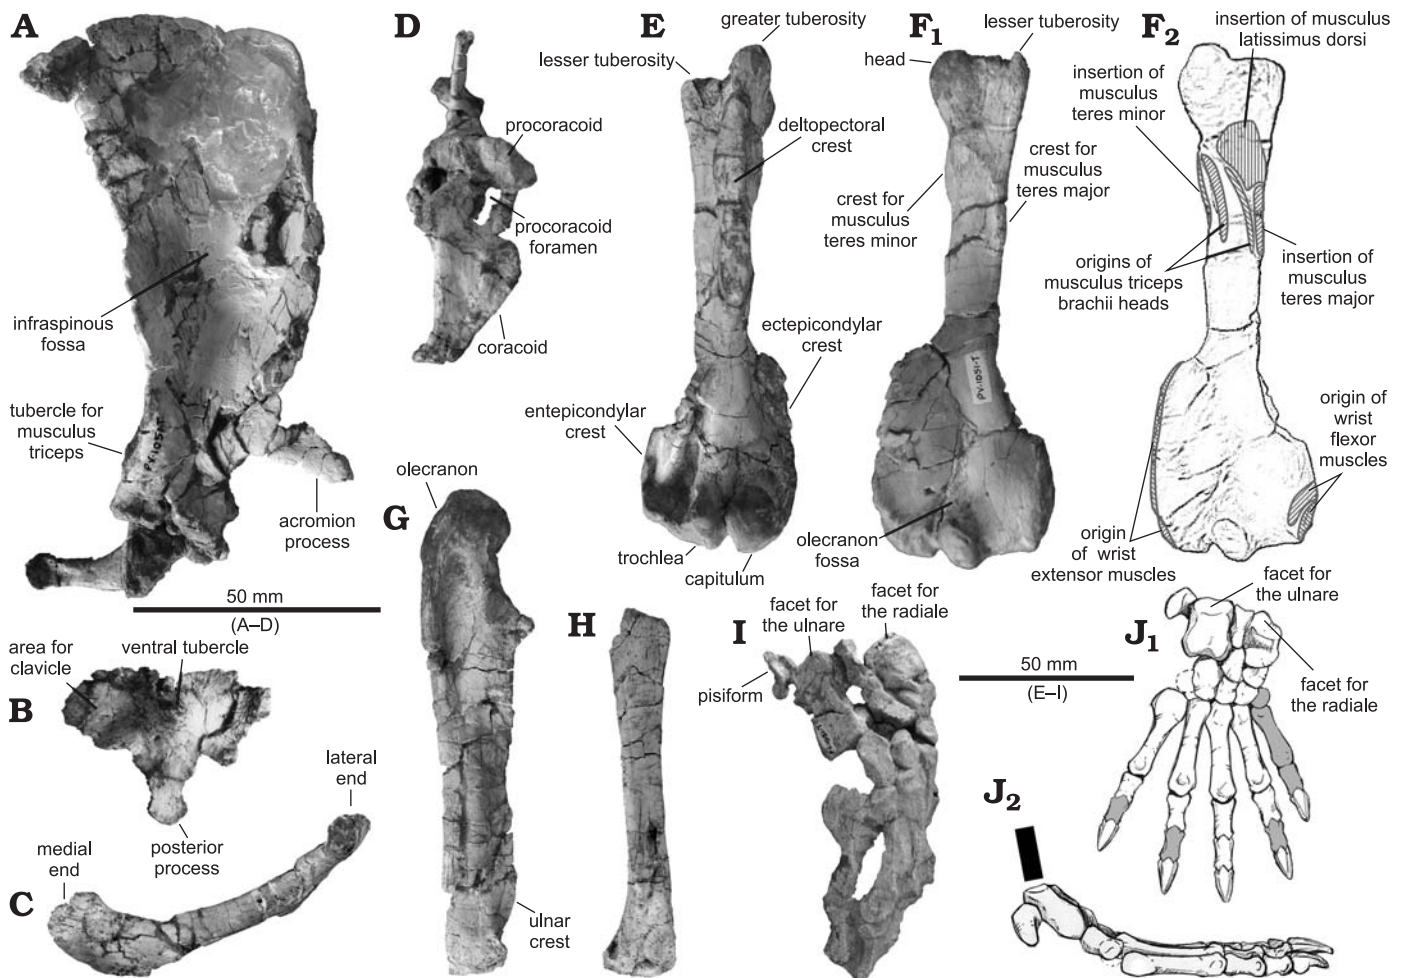 A
D
E
greater tuberosity
lesser tuberosity
procoracoid
procoracoid
foramen
coracoid
deltopectoral
crest
ectepicondylar
crest
entepicondylar
crest
trochlea
capitulum
F1
lesser tuberosity
head
crest for
musculus
teres major
crest for
musculus
teres minor
PV-1051-T
olecranon
fossa
F2
insertion of musculus
latissimus dorsi
insertion of
musculus
teres minor
origins of
musculus triceps
brachii heads
insertion of
musculus
teres major
origin of
wrist
flexor
muscles
origin
of wrist
extensor muscles
infraspinous
fossa
tubercle for
musculus
triceps
PV-1051-T
acromion
process
50 mm
(A–D)
B
area for
clavicle
ventral tubercle
posterior
process
C
medial
end
lateral
end
G
olecranon
ulnar
crest
H
I
facet for
the ulnare
facet for
the radiale
pisiform
50 mm
(E–I)
J1
facet for
the ulnare
facet for
the radiale
J2